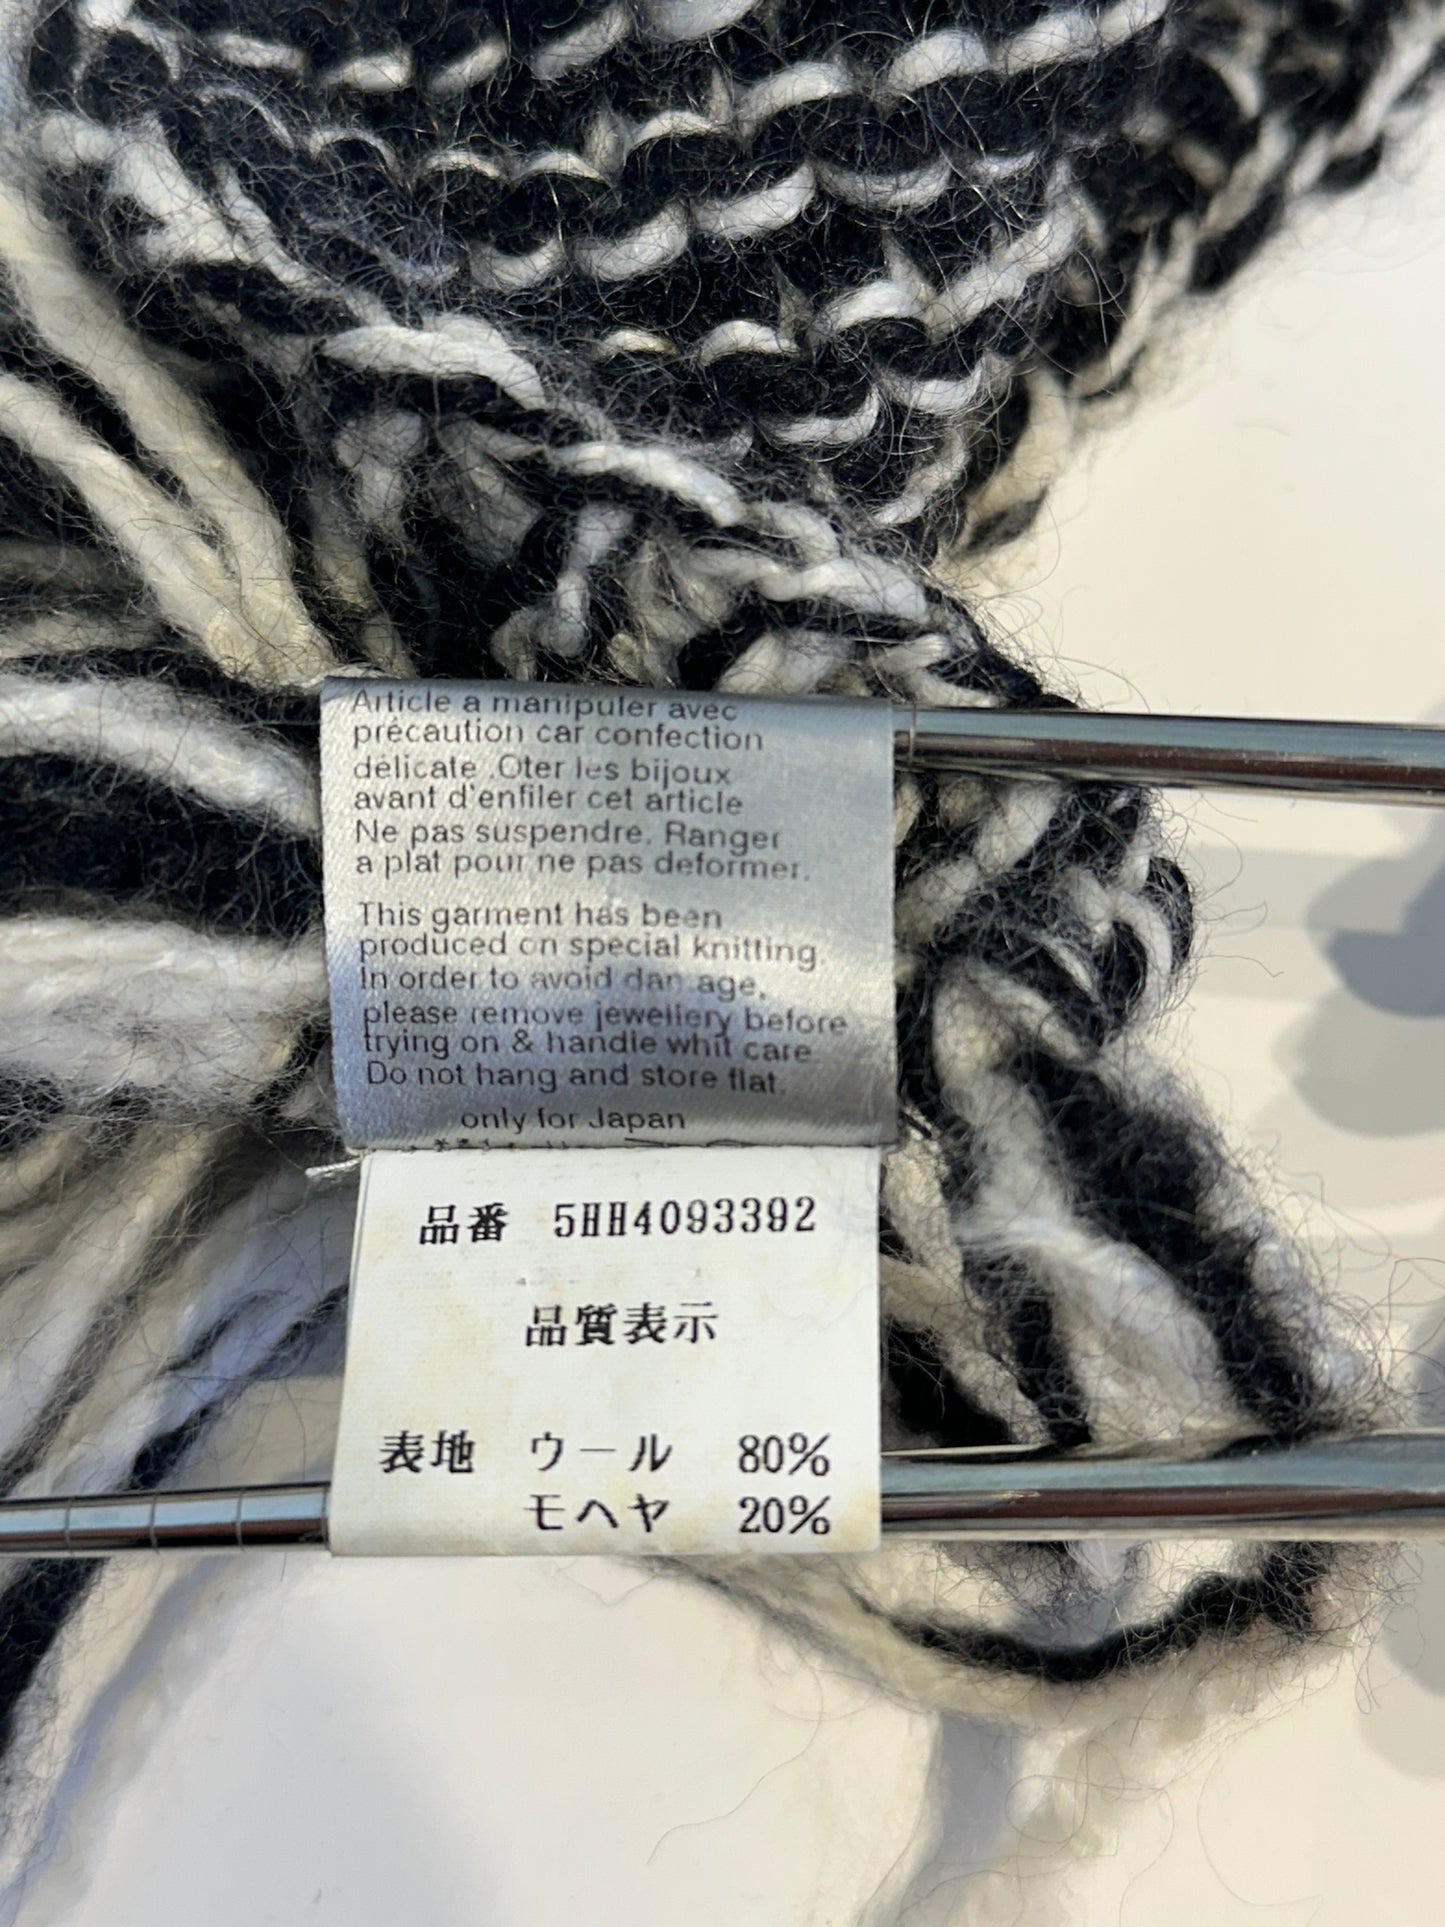 Article a manipuler avec
précaution car confection
délicate .Oter les bijoux
avant d'enfiler cet article
Ne pas suspendre. Ranger
a plat pour ne pas deformer.
This garment has been
produced on special knitting.
In order to avoid damage,
please remove jewellery before
trying on & handle whit care
Do not hang and store flat.
only for Japan
品番 5HH4093392
品質表示
表地 ウール 80%
モヘヤ 20%